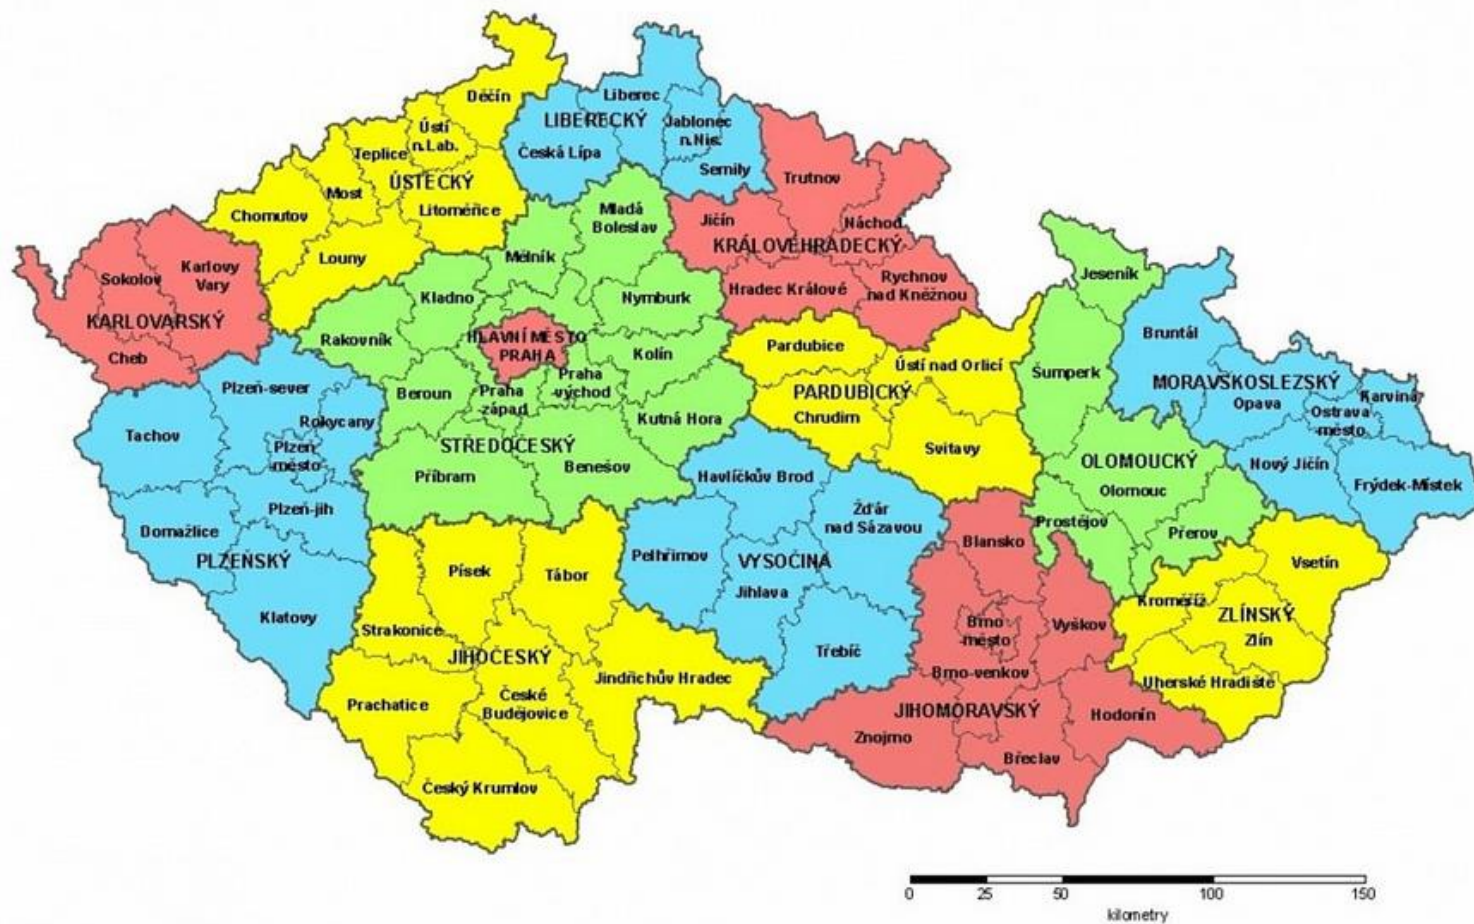 Děčín
Liberec
LIBERECKÝ
Jablonec
n.Nis.
Ústí
n.Lab.
Teplice
Česká Lípa
Semily
Trutnov
ÚSTECKÝ
Most
Litoměřice
Chomutov
Mladá
Boleslav
Jičín
Náchod
KRÁLOVÉHRADECKÝ
Louny
Mělník
Karlovy
Vary
Sokolov
Jeseník
Rychnov
nad Kněžnou
Hradec Králové
Kladno
Nymburk
KARLOVARSKÝ
Rakovník
HLAVNÍ MĚSTO
PRAHA
Kolín
Pardubice
Bruntál
Cheb
Ústí nad Orlicí
Šumperk
Plzeň-sever
Beroun
Praha
-západ
Praha
-východ
PARDUBICKÝ
Chrudim
MORAVSKOSLEZSKÝ
Opava
Karviná
Ostrava
-město
Rokycany
Kutná Hora
Tachov
STŘEDOČESKÝ
Plzeň
-město
Svitavy
Benešov
Příbram
Havlíčkův Brod
OLOMOUCKÝ
Nový Jičín
Olomouc
Frýdek-Místek
Plzeň-jih
Žďár
nad Sázavou
Prostějov
Domažlice
Přerov
Blansko
PLZEŇSKÝ
Pelhřimov
VYSOČINA
Vsetín
Písek
Tábor
Jihlava
Kroměříž
ZLÍNSKÝ
Zlín
Klatovy
Strakonice
Brno
-město
Vyškov
Třebíč
JIHOČESKÝ
Brno-venkov
Jindřichův Hradec
Uherské Hradiště
Prachatice
České
Budějovice
JIHOMORAVSKÝ
Hodonín
Znojmo
Břeclav
Český Krumlov
0 25 50 100 150
kilometry